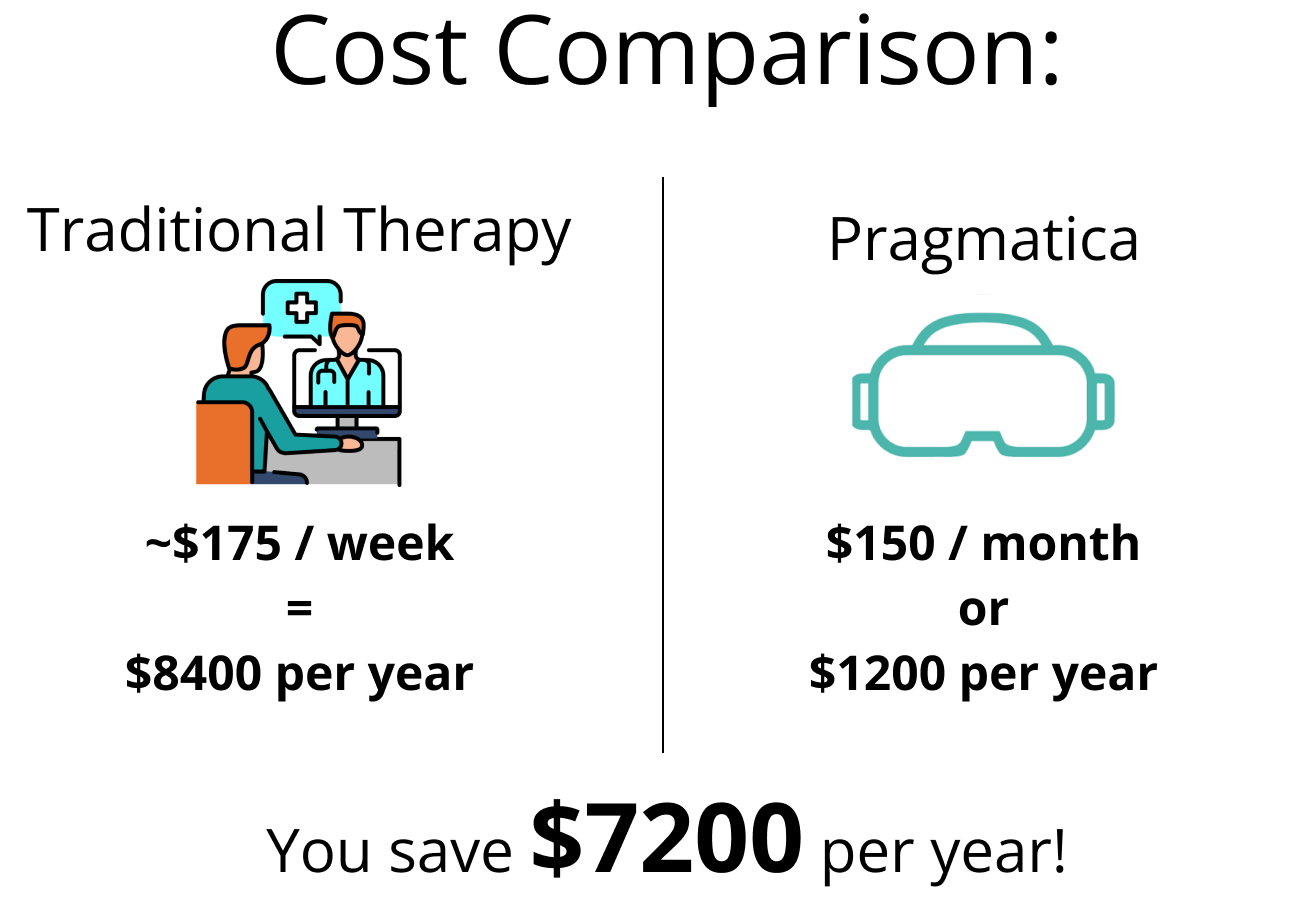 Cost Comparison:
Traditional Therapy
~$175 / week
=
$8400 per year
Pragmatica
$150 / month
or
$1200 per year
You save $7200 per year!